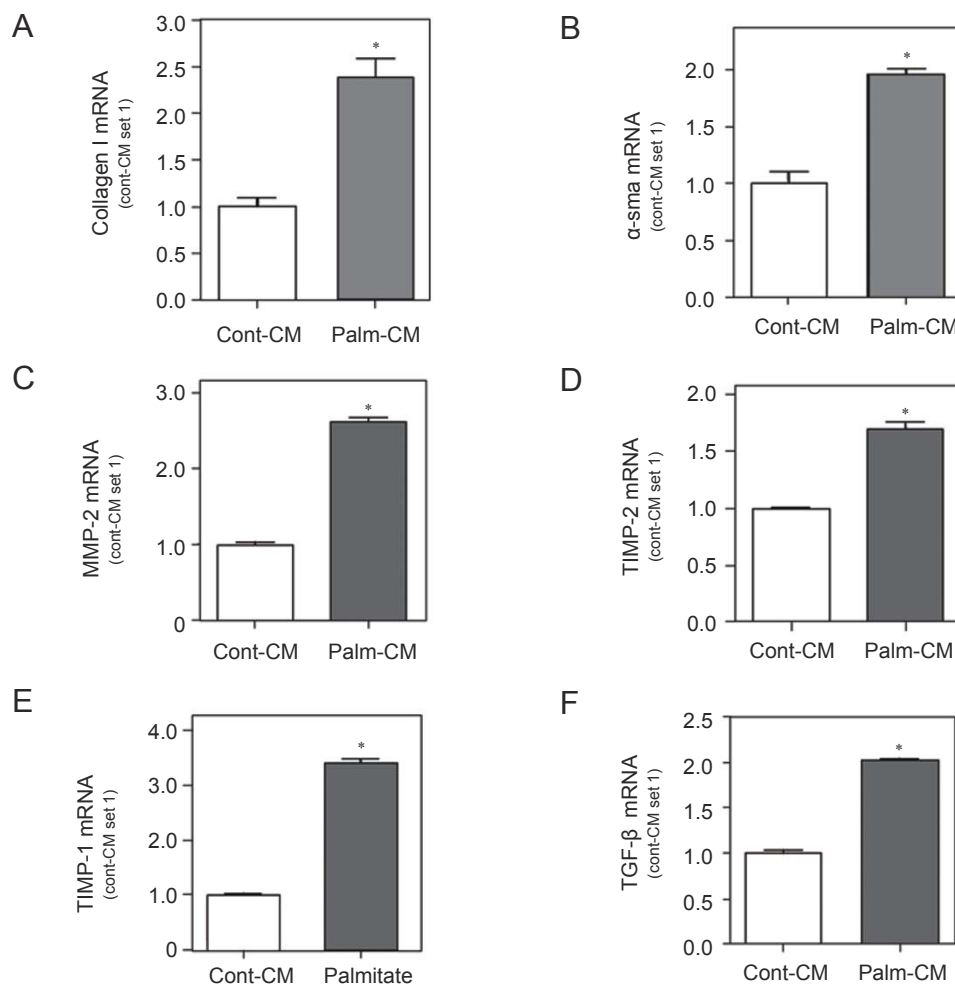 A
Collagen I mRNA
(cont-CM set 1)
3.0
2.5
2.0
1.5
1.0
0.5
0.0
*
Cont-CM Palm-CM
B
α-sma mRNA
(cont-CM set 1)
2.0
1.5
1.0
0.5
0.0
*
Cont-CM Palm-CM
C
MMP-2 mRNA
(cont-CM set 1)
3.0
2.0
1.0
0
*
Cont-CM Palm-CM
D
TIMP-2 mRNA
(cont-CM set 1)
2.0
1.5
1.0
0.5
0.0
*
Cont-CM Palm-CM
E
TIMP-1 mRNA
(cont-CM set 1)
4.0
3.0
2.0
1.0
0
*
Cont-CM Palmitate
F
TGF-β mRNA
(cont-CM set 1)
2.5
2.0
1.5
1.0
0.5
0.0
*
Cont-CM Palm-CM